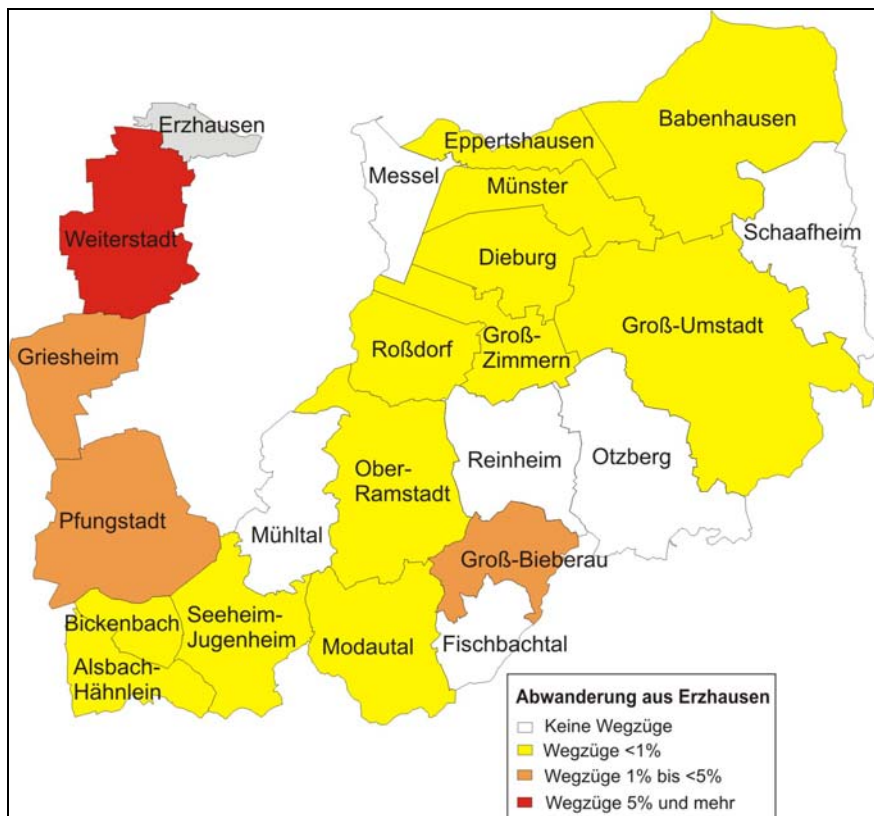 Erzhausen
Babenhausen
Eppertshausen
Messel
Münster
Schaafheim
Weiterstadt
Dieburg
Groß-Umstadt
Griesheim
Roßdorf
Groß-
Zimmern
Reinheim
Otzberg
Ober-
Ramstadt
Pfungstadt
Mühltal
Groß-Bieberau
Bickenbach
Seeheim-
Jugenheim
Modautal
Fischbachtal
Alsbach-
Hähnlein
Abwanderung aus Erzhausen
Keine Wegzüge
Wegzüge <1%
Wegzüge 1% bis <5%
Wegzüge 5% und mehr